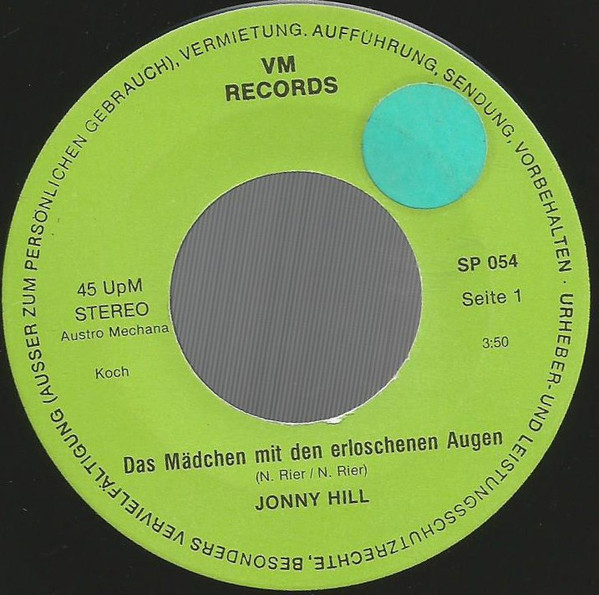 URHEBER- UND LEISTUNGSSCHUTZRECHTE, BESONDERS VERVIELFÄLTIGUNG (AUSSER ZUM PERSÖNLICHEN GEBRAUCH), VERMIETUNG, AUFFÜHRUNG, SENDUNG, VORBEHALTEN ·
VM
RECORDS
45 UpM
STEREO
Austro Mechana
Koch
SP 054
Seite 1
3:50
Das Mädchen mit den erloschenen Augen
(N. Rier / N. Rier)
JONNY HILL